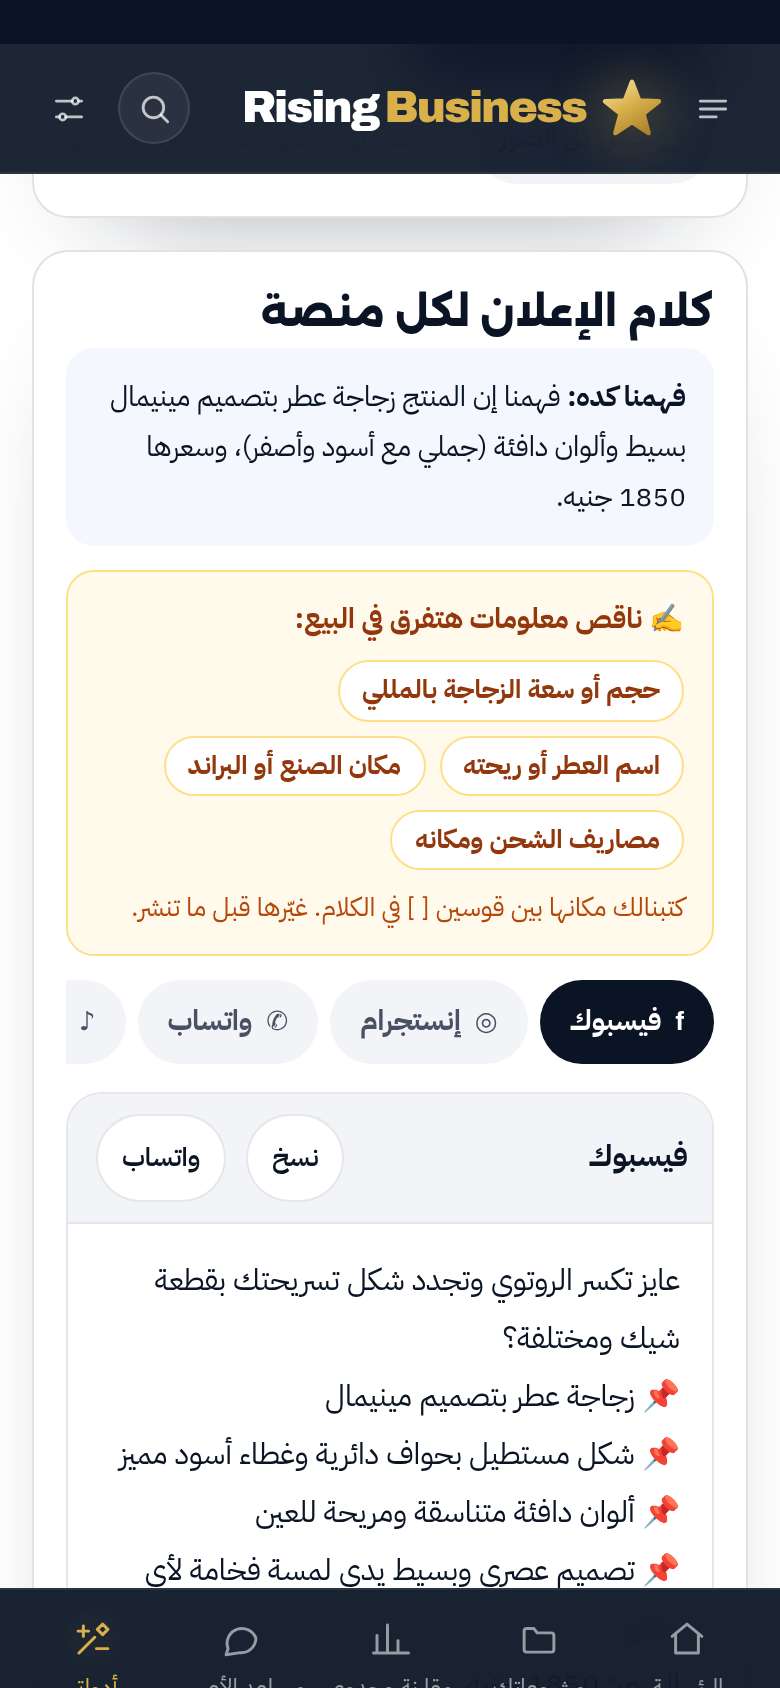 Rising Business
كلام الإعلان لكل منصة
فهمنا كده: فهمنا إن المنتج زجاجة عطر بتصميم مينيمال
بسيط وألوان دافئة (جملي مع أسود وأصفر)، وسعرها
1850 جنيه.
✍️ ناقص معلومات هتفرق في البيع:
حجم أو سعة الزجاجة بالمللي
اسم العطر أو ريحته
مكان الصنع أو البراند
مصاريف الشحن ومكانه
كتبنالك مكانها بين قوسين [ ] في الكلام. غيّرها قبل ما تنشر.
f فيسبوك
◎ إنستجرام
✆ واتساب
♪
فيسبوك
نسخ
واتساب
عايز تكسر الروتوي وتجدد شكل تسريحتك بقطعة
شيك ومختلفة؟
📌 زجاجة عطر بتصميم مينيمال
📌 شكل مستطيل بحواف دائرية وغطاء أسود مميز
📌 ألوان دافئة متناسقة ومريحة للعين
📌 تصميم عصري وبسيط يدي لمسة فخامة لأي